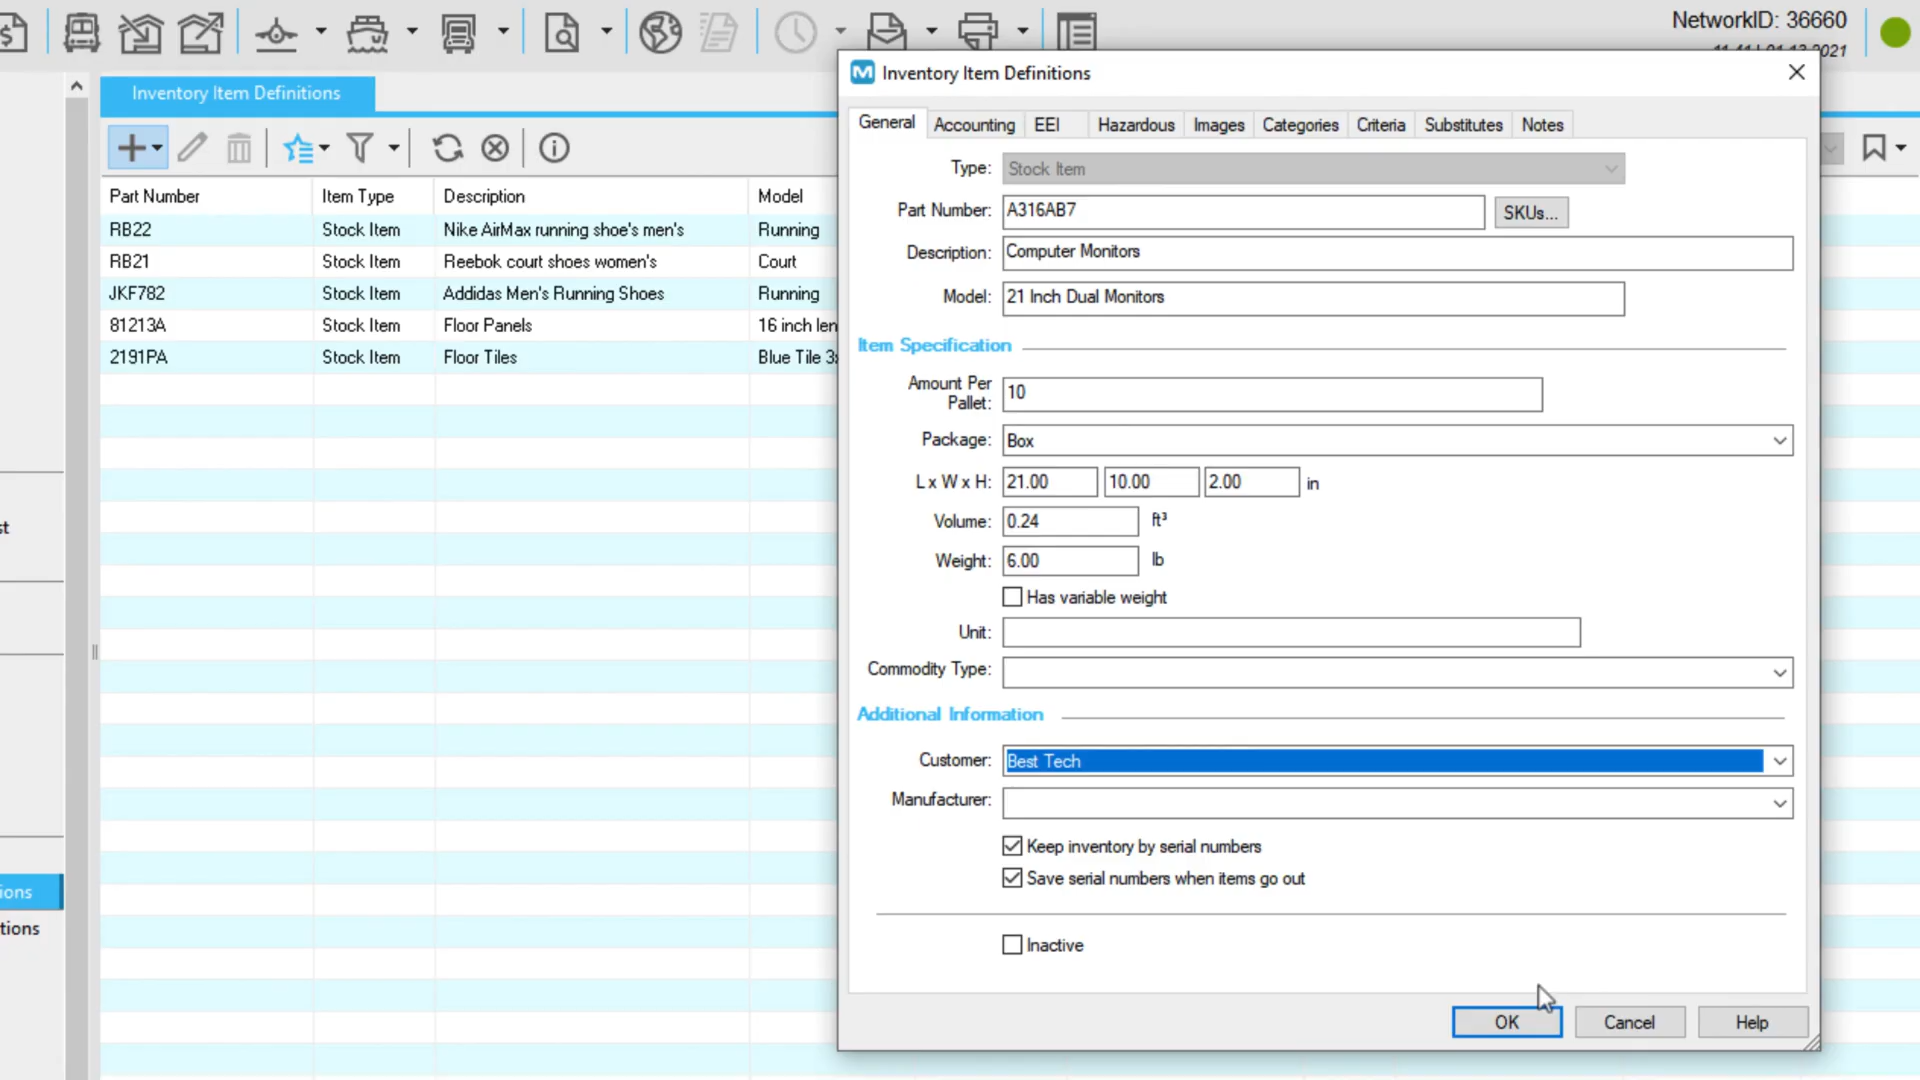 NetworkID: 36660
Inventory Item Definitions
Part Number Item Type Description Model
RB22 Stock Item Nike AirMax running shoe's men's Running
RB21 Stock Item Reebok court shoes women's Court
JKF782 Stock Item Addidas Men's Running Shoes Running
81213A Stock Item Floor Panels 16 inch len
2191PA Stock Item Floor Tiles Blue Tile 3
st
ions
tions
Inventory Item Definitions
General Accounting EEI Hazardous Images Categories Criteria Substitutes Notes
Type: Stock Item
Part Number: A316AB7 SKUs...
Description: Computer Monitors
Model: 21 Inch Dual Monitors
Item Specification
Amount Per
Pallet: 10
Package: Box
L x W x H: 21.00 10.00 2.00 in
Volume: 0.24 ft³
Weight: 6.00 lb
Has variable weight
Unit:
Commodity Type:
Additional Information
Customer: Best Tech
Manufacturer:
Keep inventory by serial numbers
Save serial numbers when items go out
Inactive
OK Cancel Help